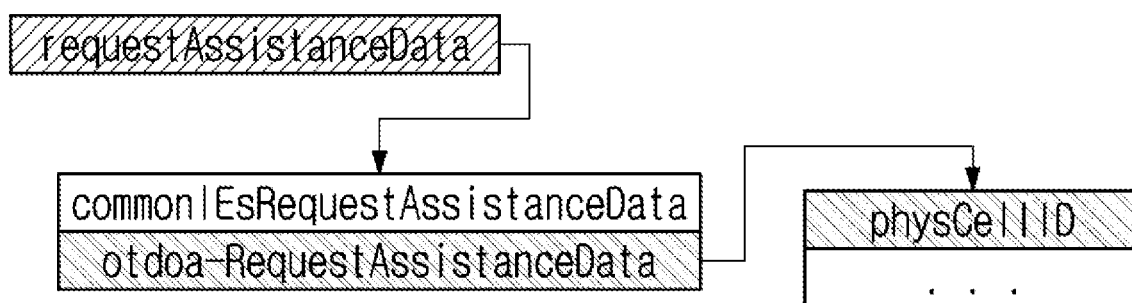 requestAssistanceData
commonIEsRequestAssistanceData
otdoa-RequestAssistanceData
physCellID
. . .